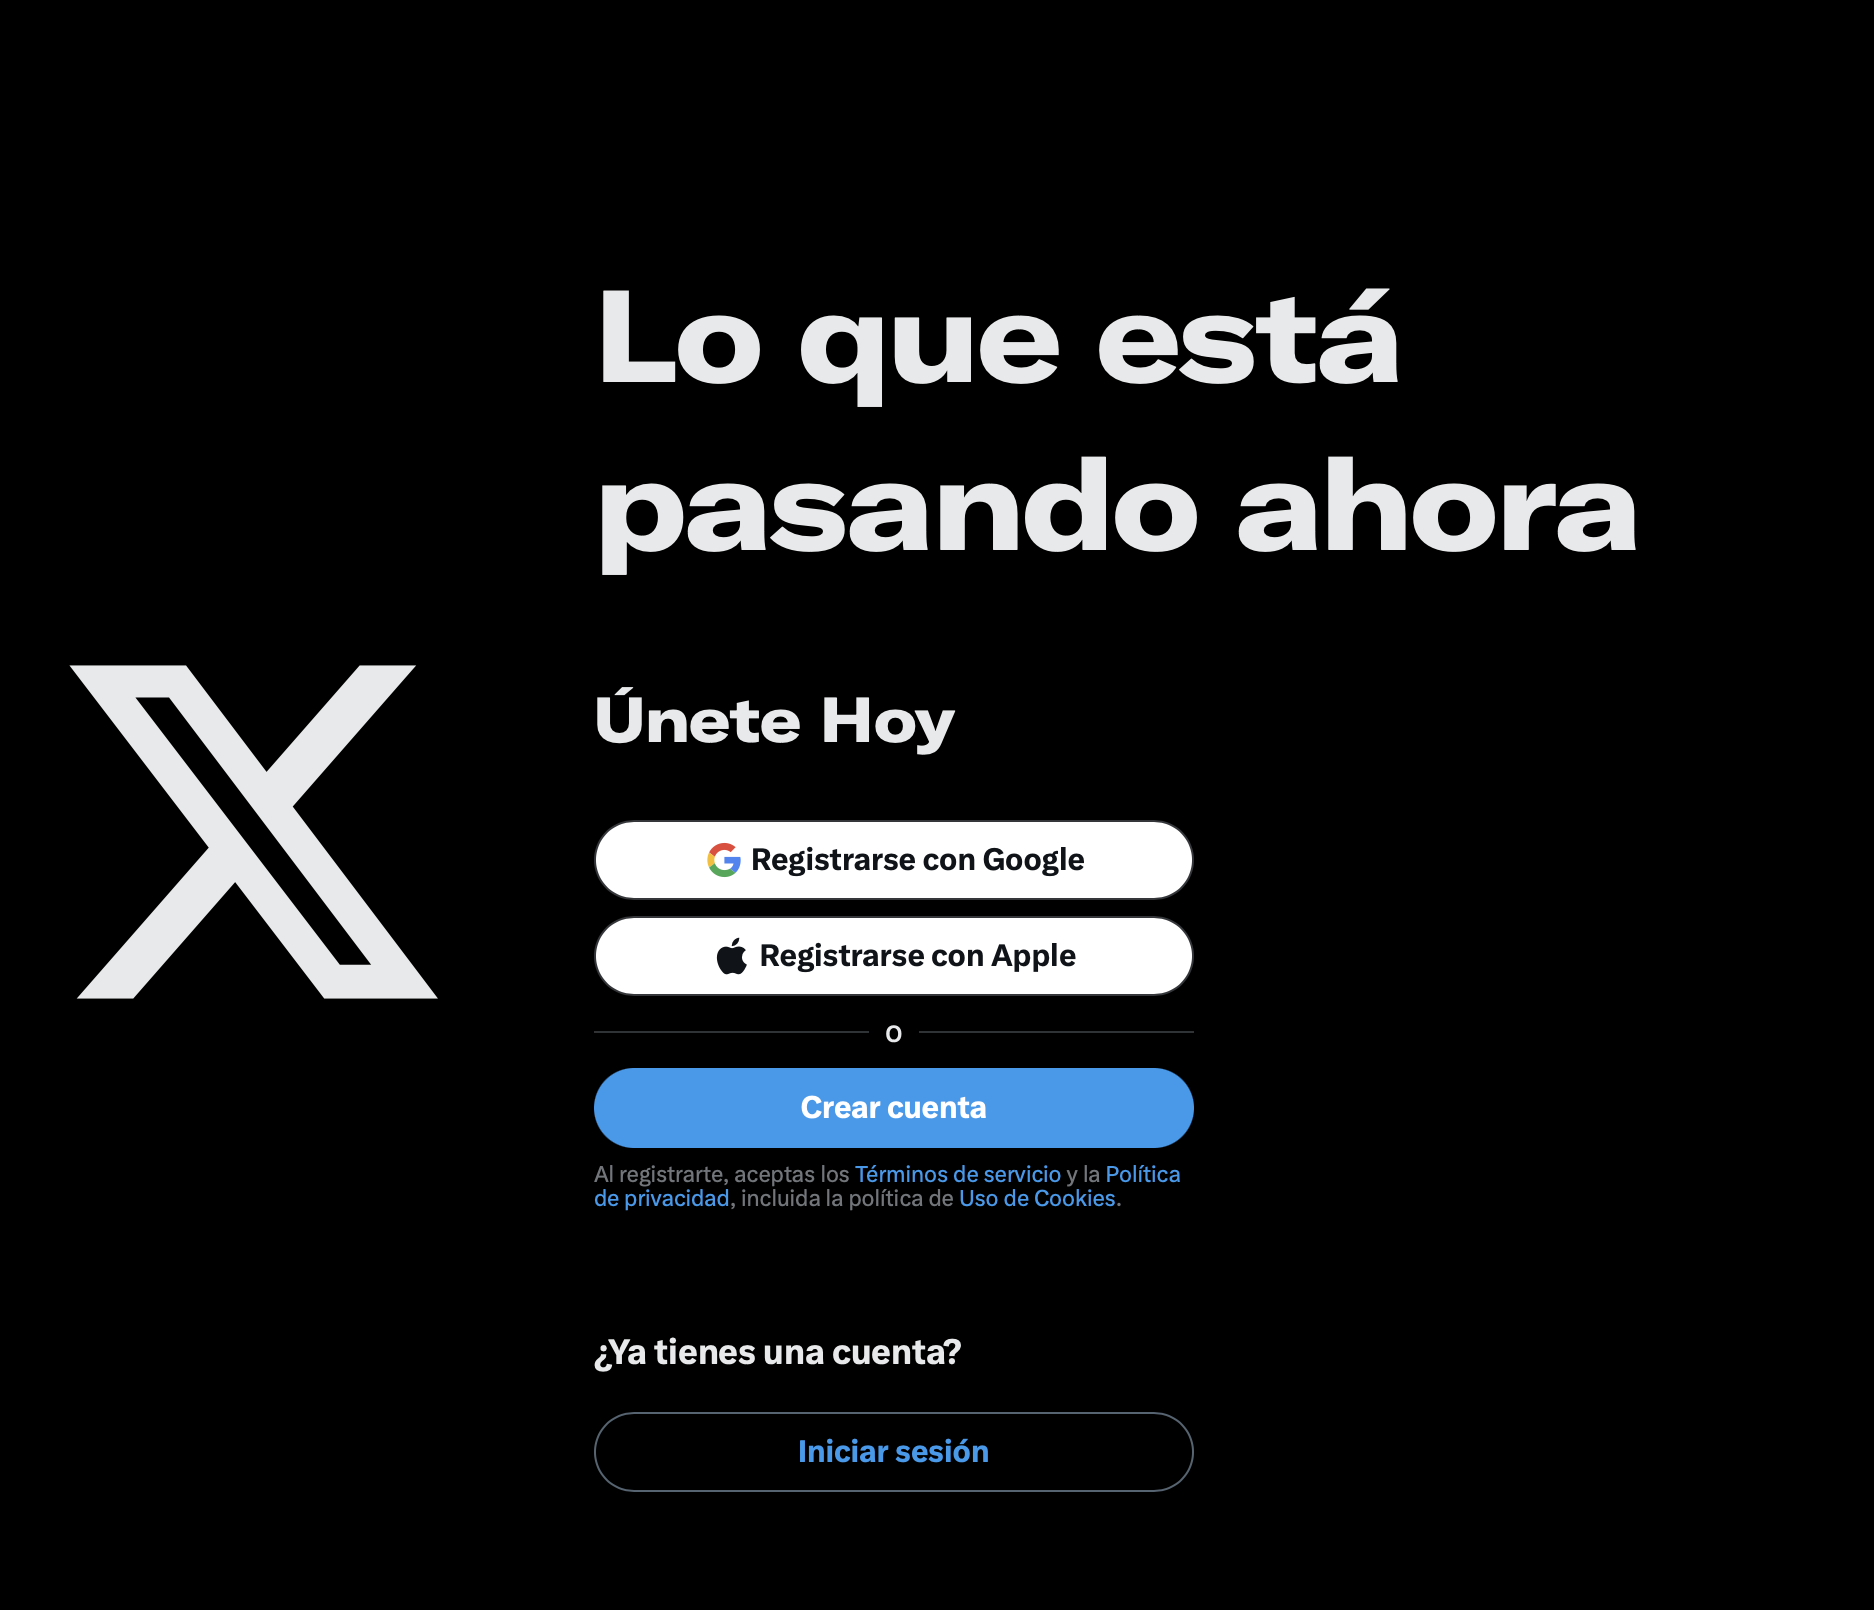 Lo que está
pasando ahora
Únete Hoy
Registrarse con Google
Registrarse con Apple
o
Crear cuenta
Al registrarte, aceptas los Términos de servicio y la Política
de privacidad, incluida la política de Uso de Cookies.
¿Ya tienes una cuenta?
Iniciar sesión